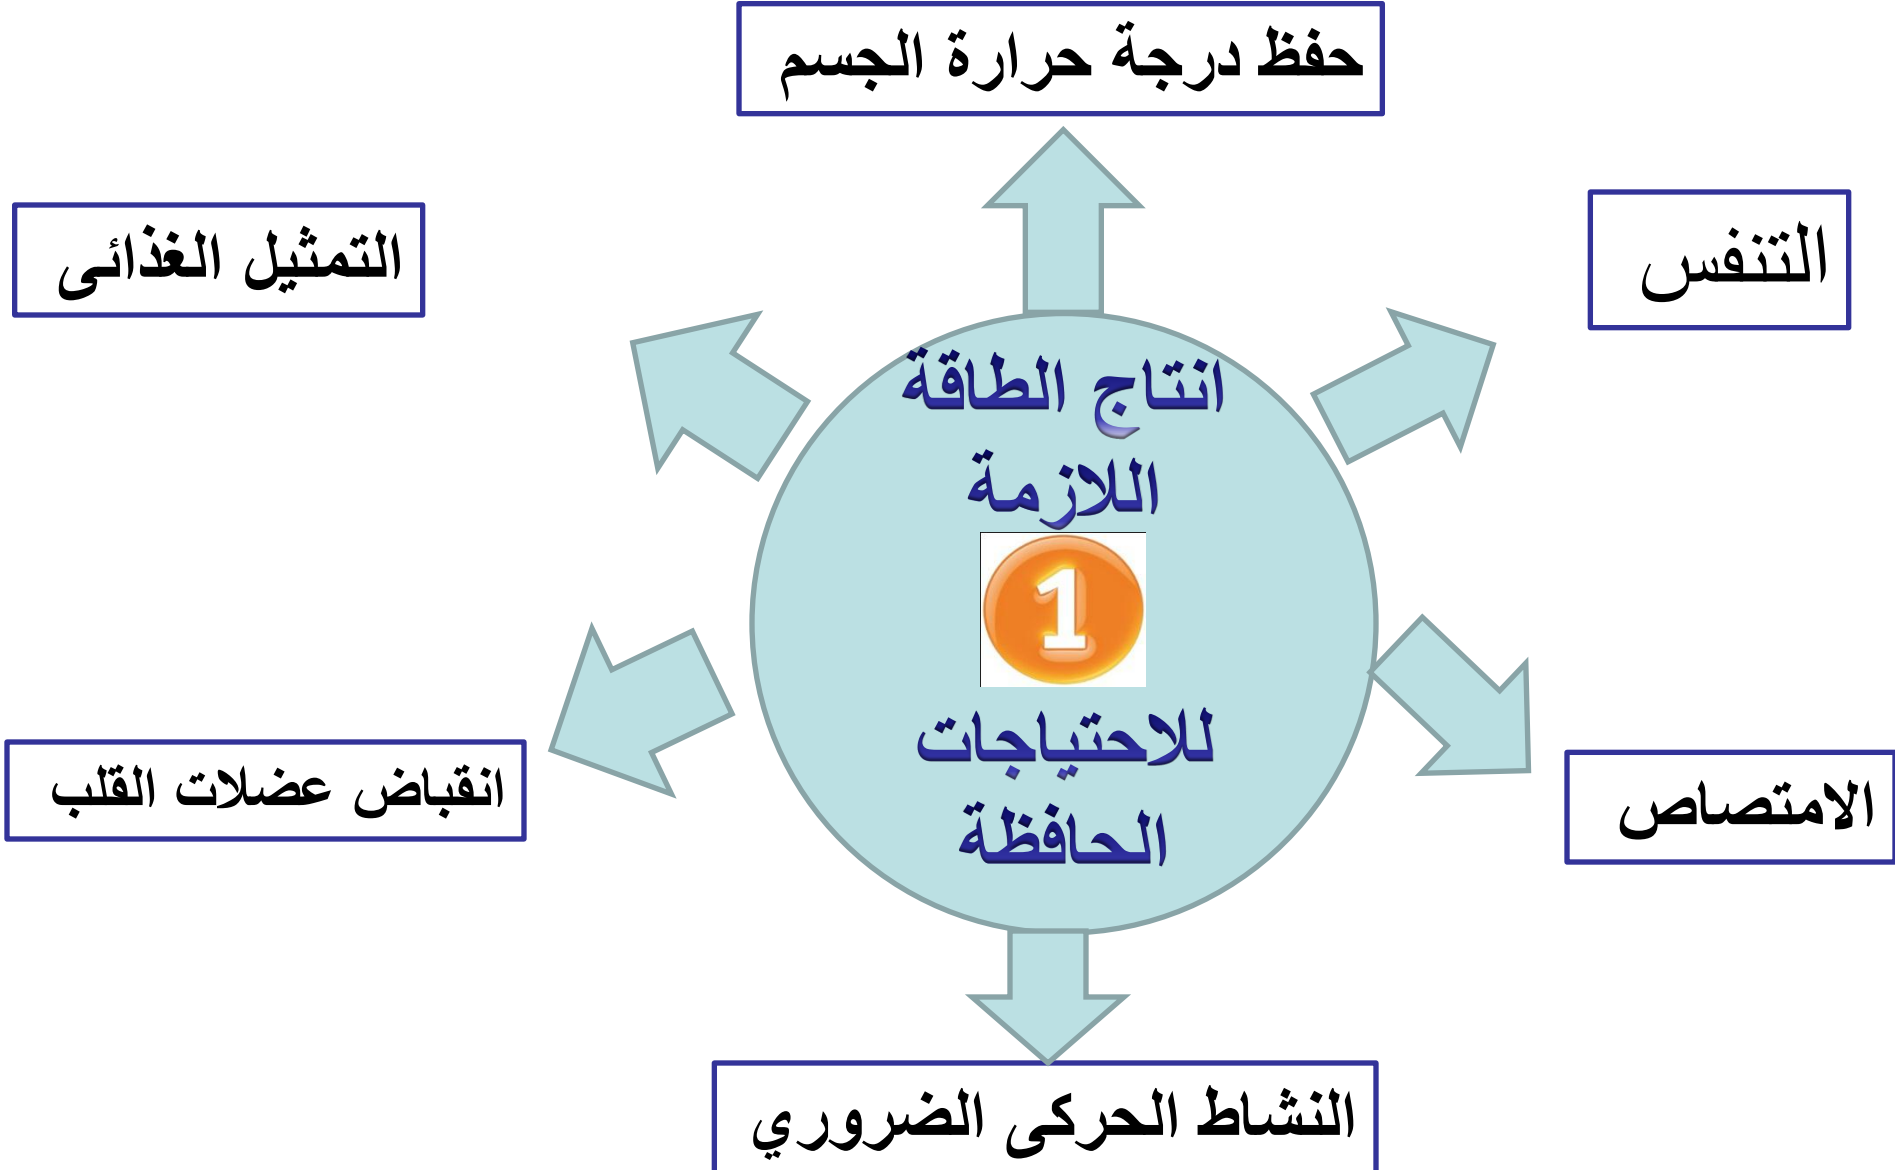 حفظ درجة حرارة الجسم
التنفس
التمثيل الغذائى
انتاج الطاقة
اللازمة
1
للاحتياجات
الحافظة
الامتصاص
انقباض عضلات القلب
النشاط الحركى الضروري